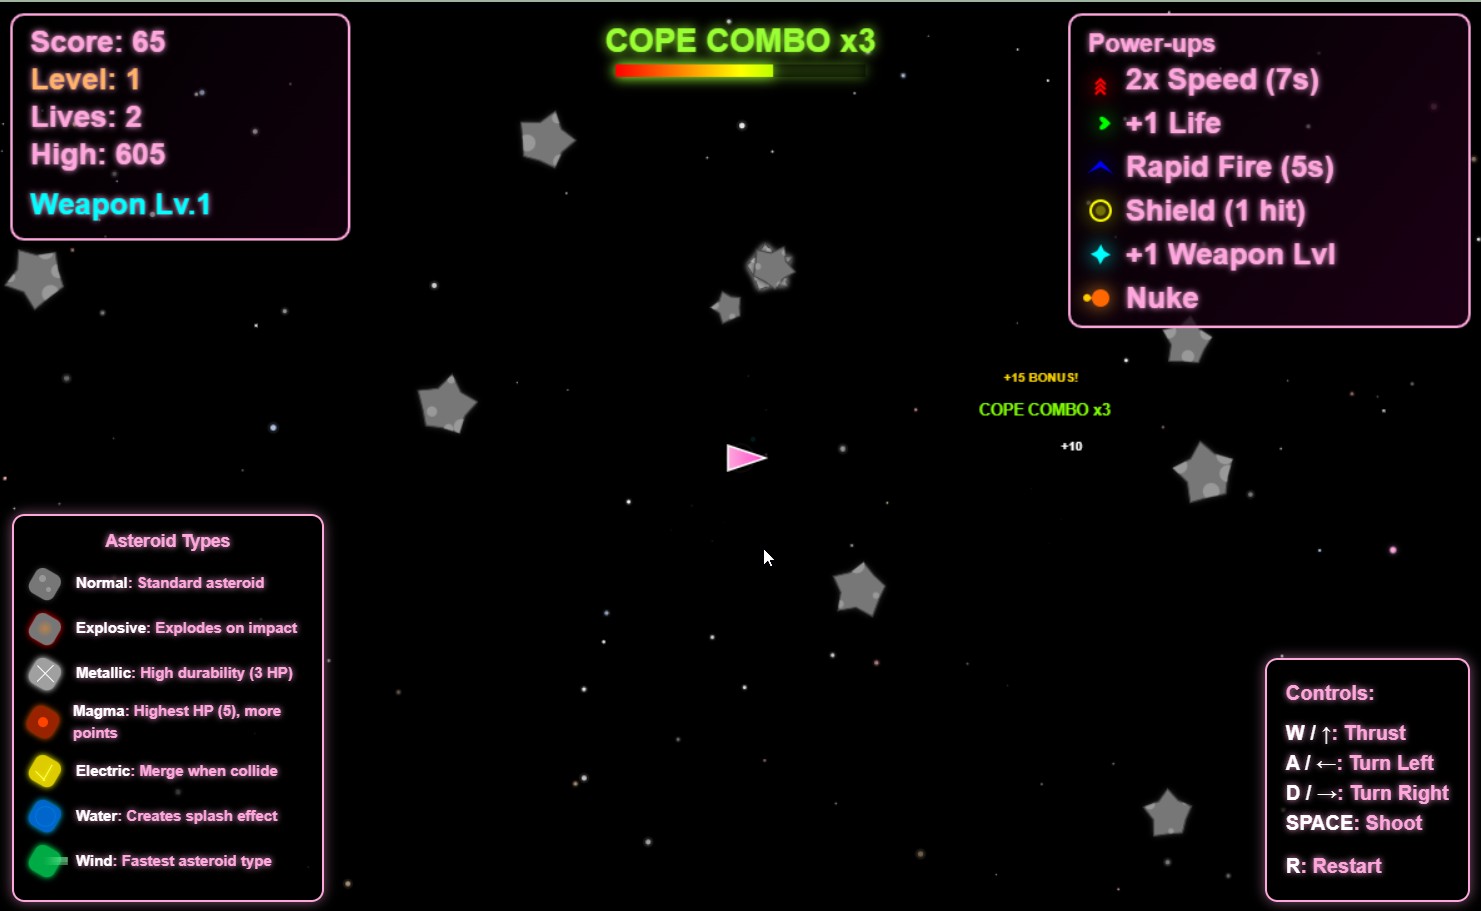 Score: 65
Level: 1
Lives: 2
High: 605
Weapon Lv.1
COPE COMBO x3
Power-ups
2x Speed (7s)
+1 Life
Rapid Fire (5s)
Shield (1 hit)
+1 Weapon Lvl
Nuke
+15 BONUS!
COPE COMBO x3
+10
Asteroid Types
Normal: Standard asteroid
Explosive: Explodes on impact
Metallic: High durability (3 HP)
Magma: Highest HP (5), more
points
Electric: Merge when collide
Water: Creates splash effect
Wind: Fastest asteroid type
Controls:
W / ↑: Thrust
A / ←: Turn Left
D / →: Turn Right
SPACE: Shoot
R: Restart